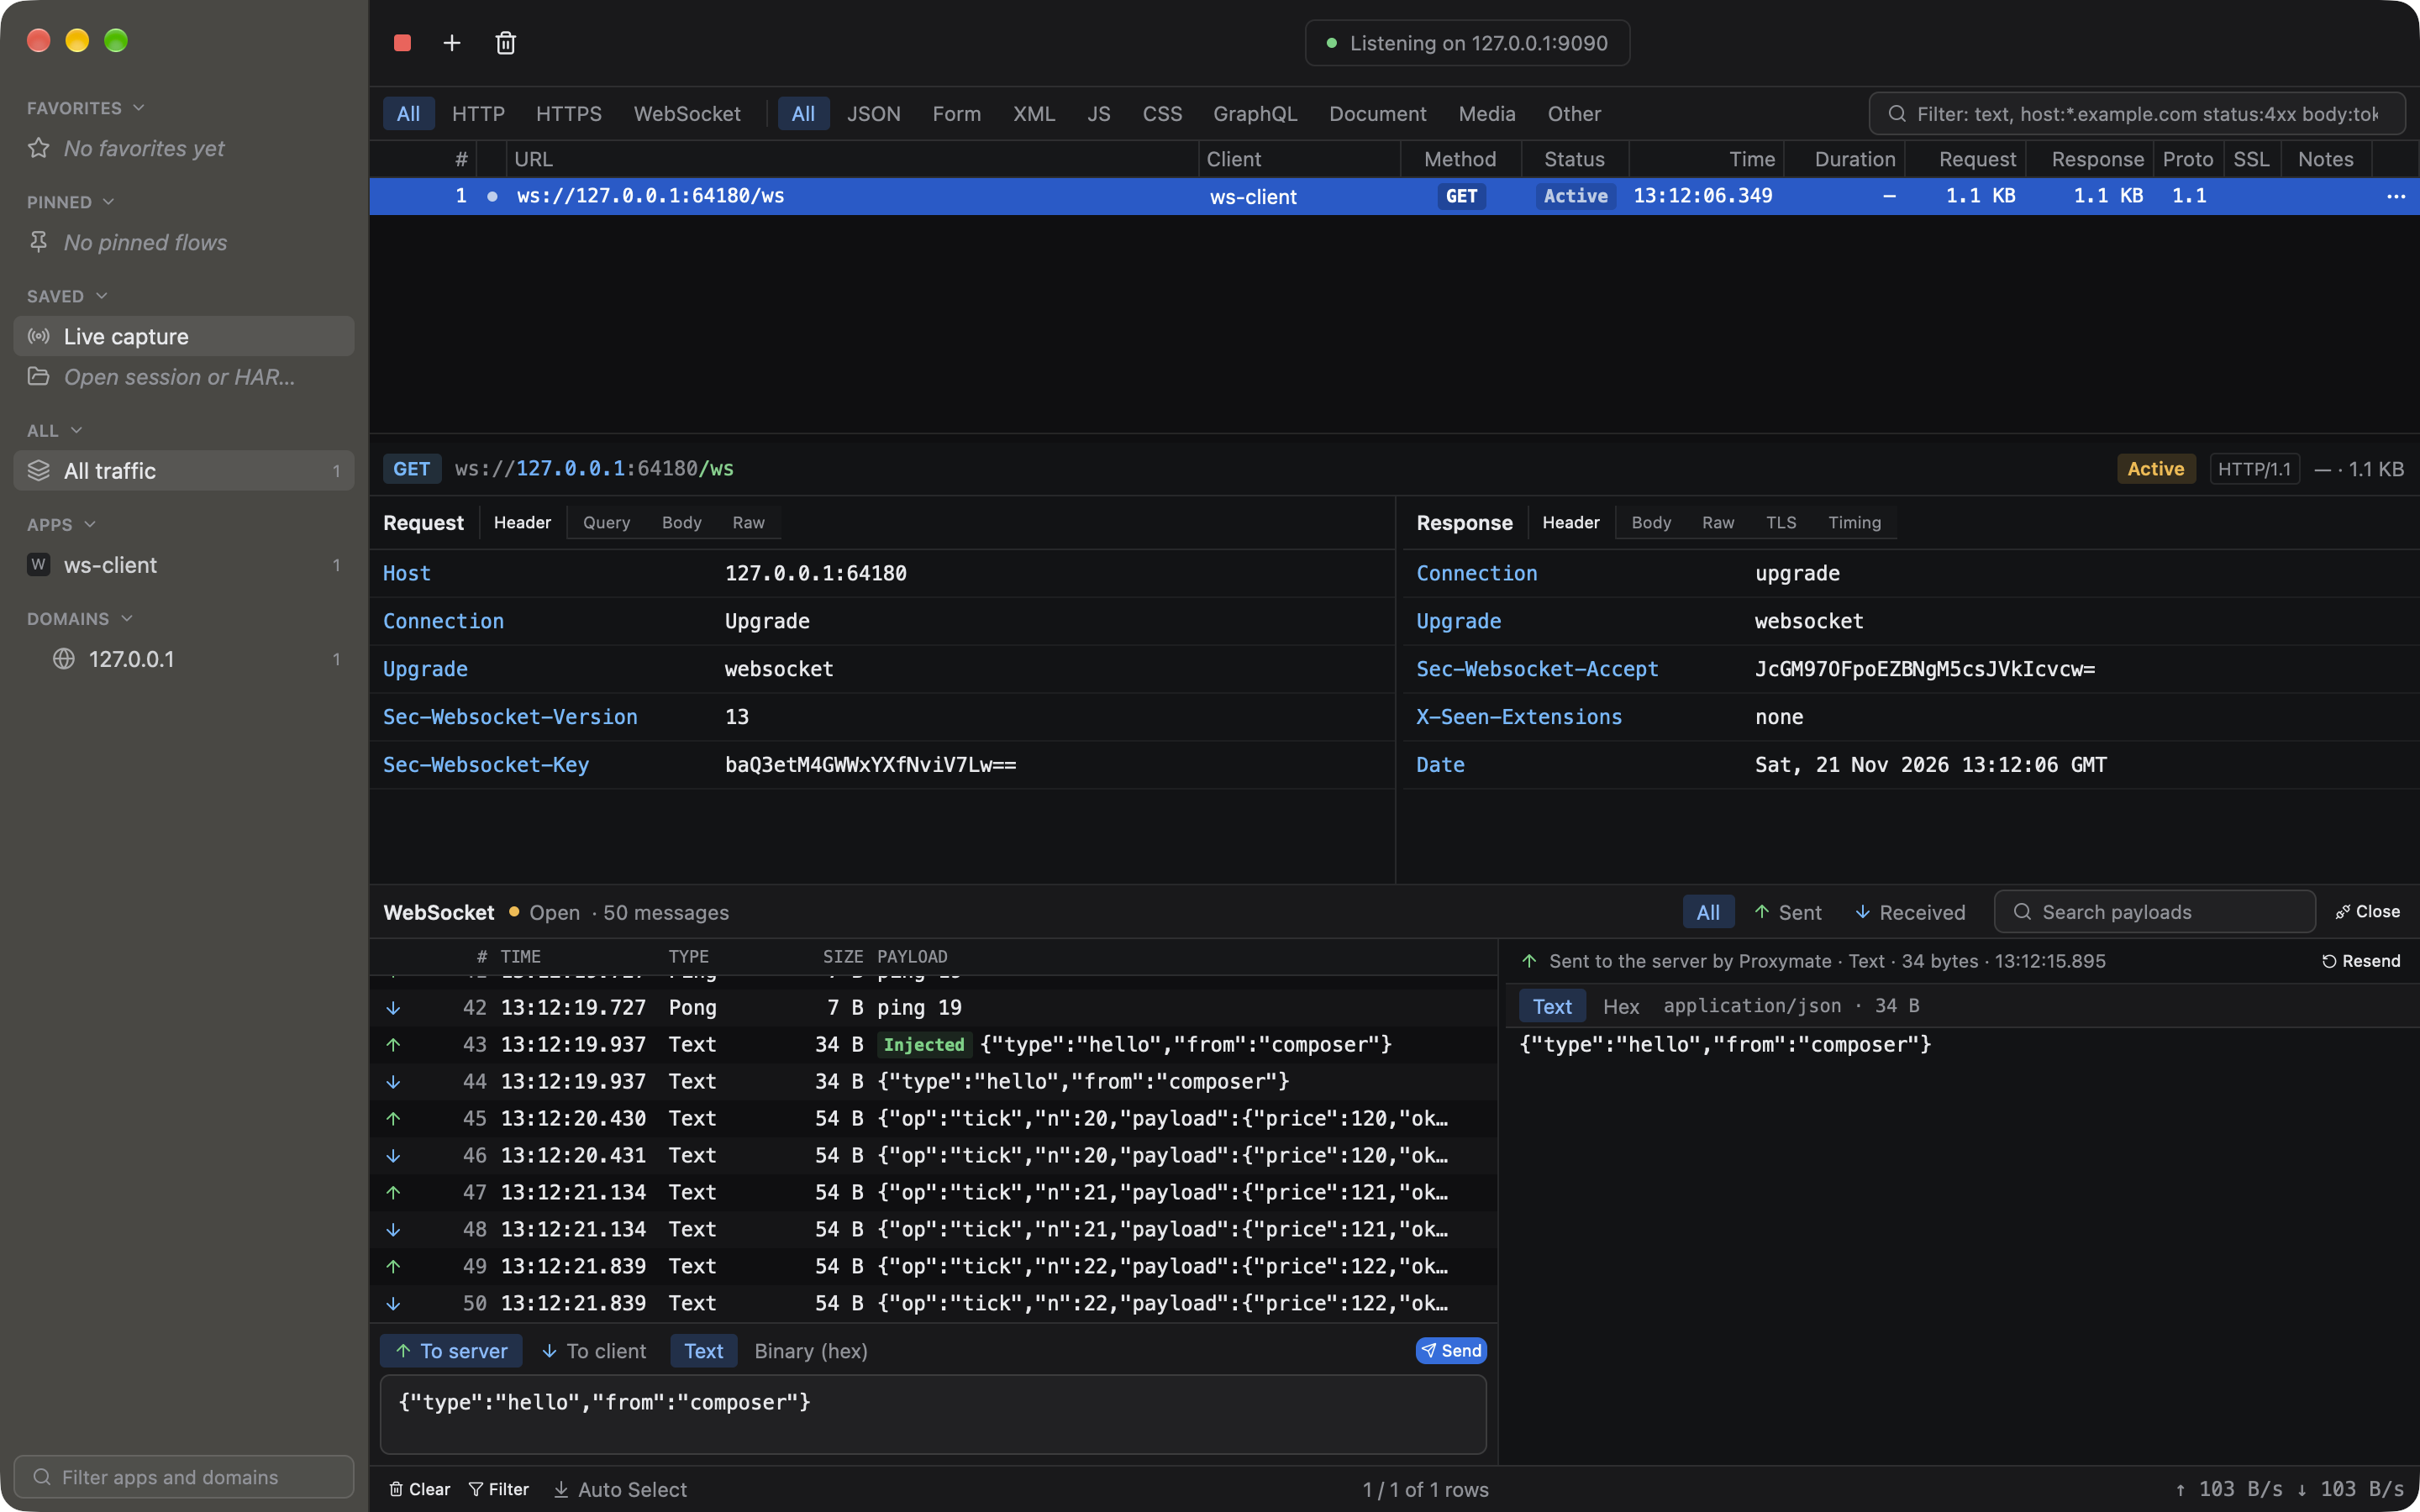 Listening on 127.0.0.1:9090
FAVORITES
No favorites yet
PINNED
No pinned flows
SAVED
Live capture
Open session or HAR...
ALL
All traffic 1
APPS
W ws-client 1
DOMAINS
127.0.0.1 1
Filter apps and domains
All HTTP HTTPS WebSocket All JSON Form XML JS CSS GraphQL Document Media Other Filter: text, host:*.example.com status:4xx body:tok
# URL Client Method Status Time Duration Request Response Proto SSL Notes
1 ws://127.0.0.1:64180/ws ws-client GET Active 13:12:06.349 — 1.1 KB 1.1 KB 1.1 ...
GET ws://127.0.0.1:64180/ws Active HTTP/1.1 — · 1.1 KB
Request Header Query Body Raw
Host 127.0.0.1:64180
Connection Upgrade
Upgrade websocket
Sec-Websocket-Version 13
Sec-Websocket-Key baQ3etM4GWWxYXfNviV7Lw==
Response Header Body Raw TLS Timing
Connection upgrade
Upgrade websocket
Sec-Websocket-Accept JcGM97OFpoEZBNgM5csJVkIcvcw=
X-Seen-Extensions none
Date Sat, 21 Nov 2026 13:12:06 GMT
WebSocket Open · 50 messages All ↑ Sent ↓ Received Search payloads Close
# TIME TYPE SIZE PAYLOAD
↓ 42 13:12:19.727 Pong 7 B ping 19
↑ 43 13:12:19.937 Text 34 B Injected {"type":"hello","from":"composer"}
↓ 44 13:12:19.937 Text 34 B {"type":"hello","from":"composer"}
↑ 45 13:12:20.430 Text 54 B {"op":"tick","n":20,"payload":{"price":120,"ok…
↓ 46 13:12:20.431 Text 54 B {"op":"tick","n":20,"payload":{"price":120,"ok…
↑ 47 13:12:21.134 Text 54 B {"op":"tick","n":21,"payload":{"price":121,"ok…
↓ 48 13:12:21.134 Text 54 B {"op":"tick","n":21,"payload":{"price":121,"ok…
↑ 49 13:12:21.839 Text 54 B {"op":"tick","n":22,"payload":{"price":122,"ok…
↓ 50 13:12:21.839 Text 54 B {"op":"tick","n":22,"payload":{"price":122,"ok…
↑ To server ↓ To client Text Binary (hex) Send
{"type":"hello","from":"composer"}
↑ Sent to the server by Proxymate · Text · 34 bytes · 13:12:15.895 Resend
Text Hex application/json · 34 B
{"type":"hello","from":"composer"}
Clear Filter Auto Select 1 / 1 of 1 rows ↑ 103 B/s ↓ 103 B/s